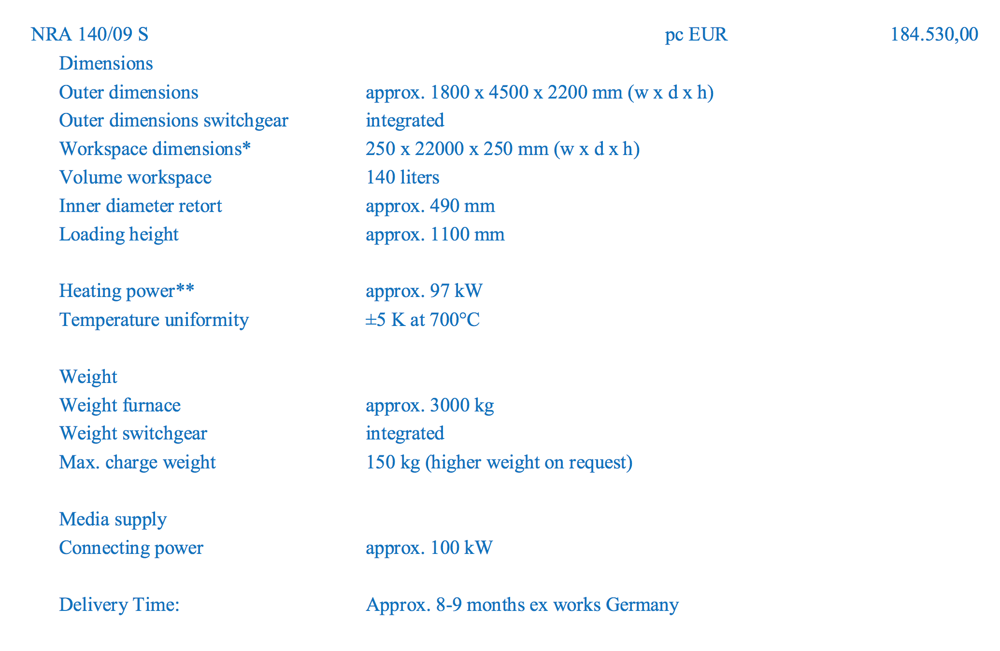 NRA 140/09 S pc EUR 184.530,00
Dimensions
Outer dimensions approx. 1800 x 4500 x 2200 mm (w x d x h)
Outer dimensions switchgear integrated
Workspace dimensions* 250 x 22000 x 250 mm (w x d x h)
Volume workspace 140 liters
Inner diameter retort approx. 490 mm
Loading height approx. 1100 mm
Heating power** approx. 97 kW
Temperature uniformity ±5 K at 700°C
Weight
Weight furnace approx. 3000 kg
Weight switchgear integrated
Max. charge weight 150 kg (higher weight on request)
Media supply
Connecting power approx. 100 kW
Delivery Time: Approx. 8-9 months ex works Germany